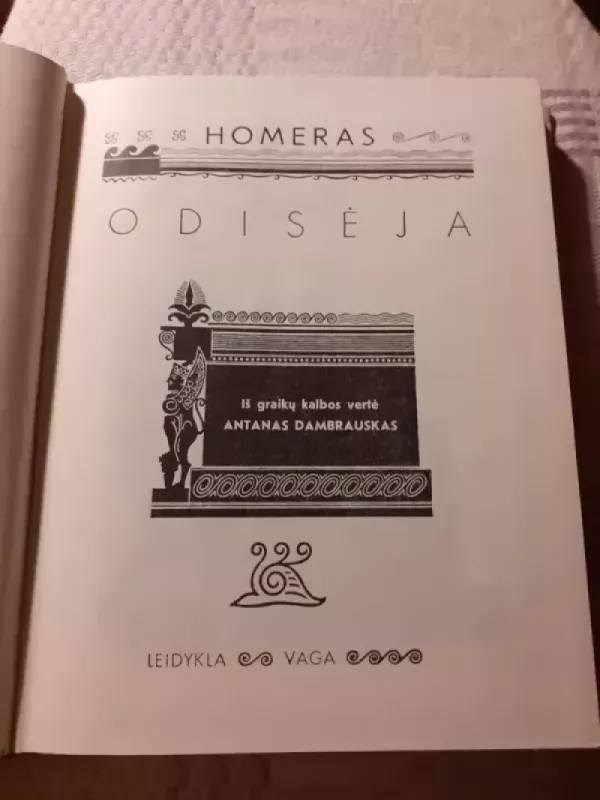 HOMERAS
ODISĖJA
Iš graikų kalbos vertė
ANTANAS DAMBRAUSKAS
LEIDYKLA VAGA